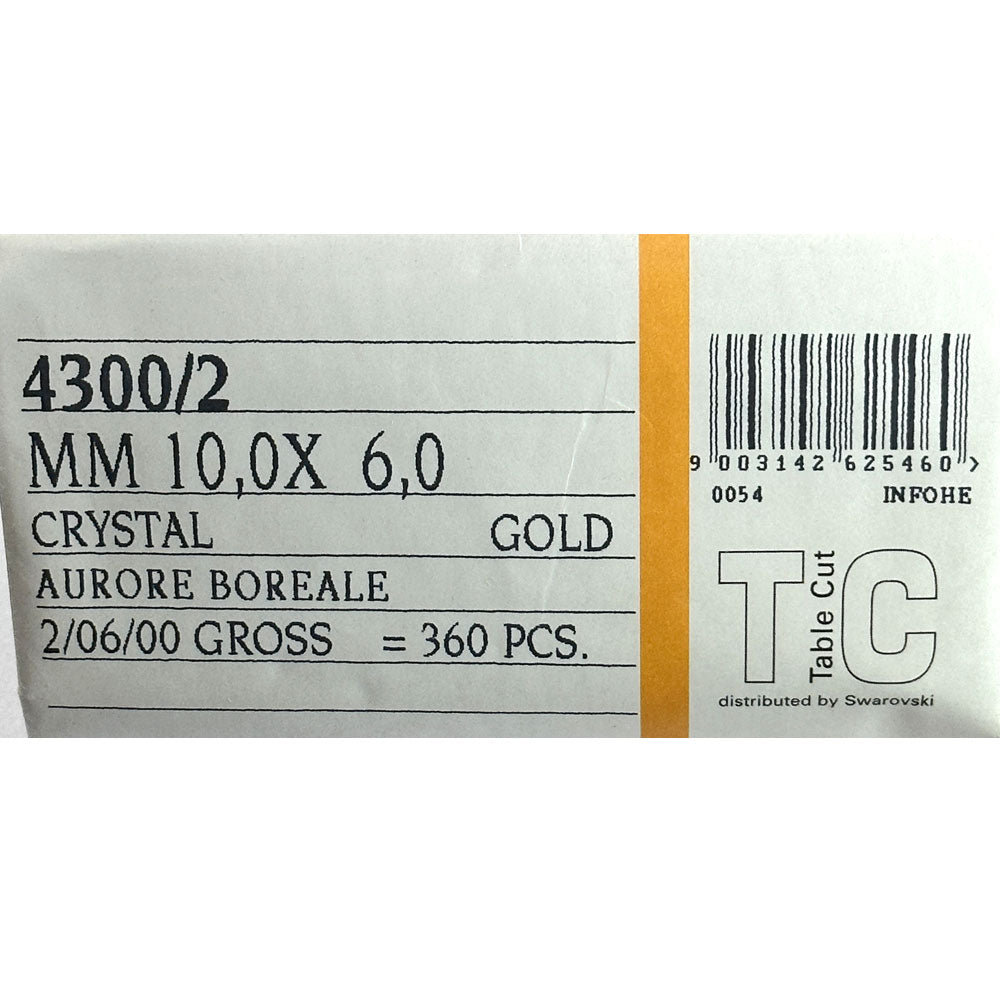 4300/2
MM 10,0X 6,0
CRYSTAL GOLD
AURORE BOREALE
2/06/00 GROSS = 360 PCS.
9 003142 625460 >
0054 INFOHE
TC
Table Cut
distributed by Swarovski